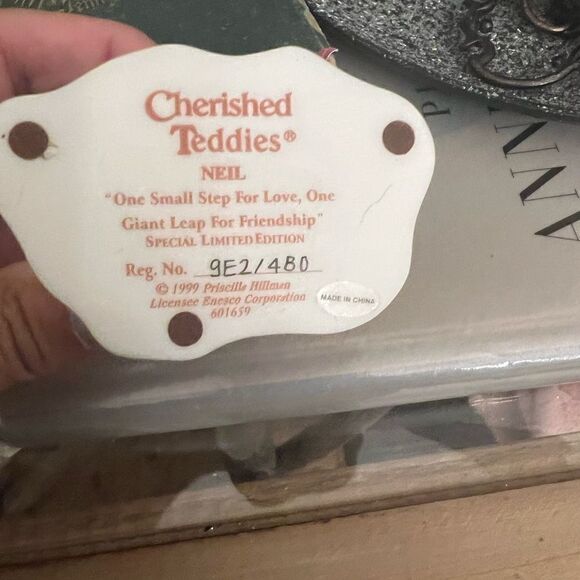 Cherished
Teddies®
NEIL
"One Small Step For Love, One
Giant Leap For Friendship"
SPECIAL LIMITED EDITION
Reg. No. 9E2/480
© 1999 Priscilla Hillman
Licensee Enesco Corporation
601659
MADE IN CHINA
ANN